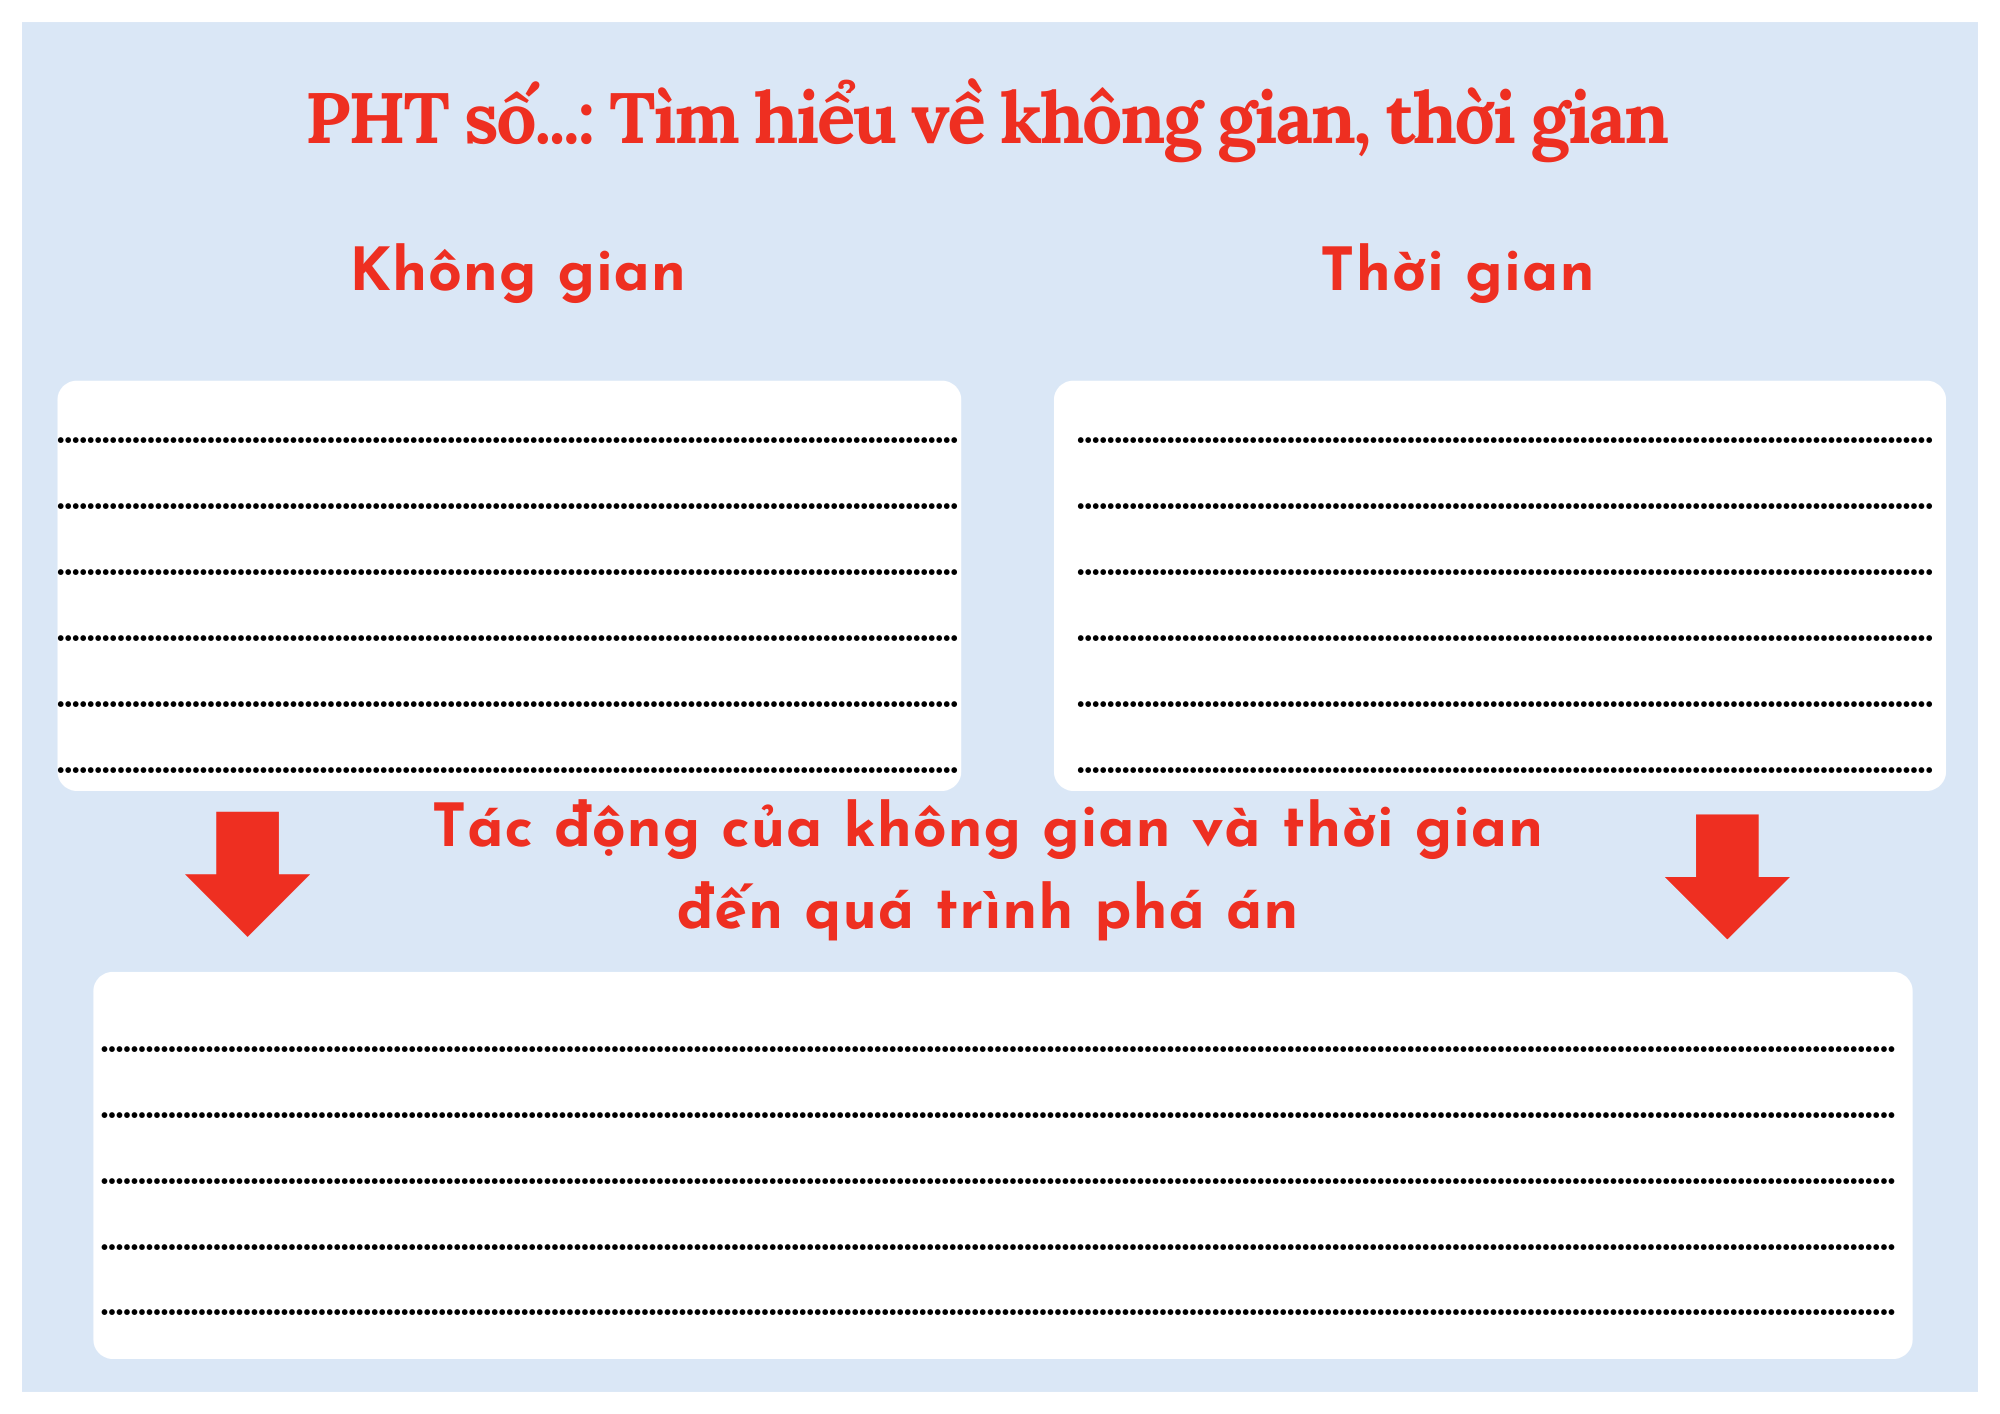 PHT số...: Tìm hiểu về không gian, thời gian
Không gian
Thời gian
Tác động của không gian và thời gian
đến quá trình phá án